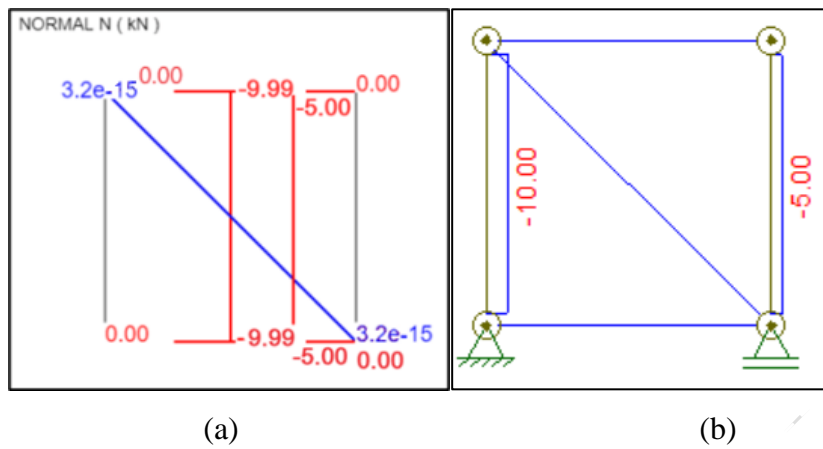 NORMAL N ( kN )
3.2e-15 0.00 -9.99 -5.00 0.00
0.00 -9.99 -5.00 0.00 3.2e-15
-10.00
-5.00
(a) (b)